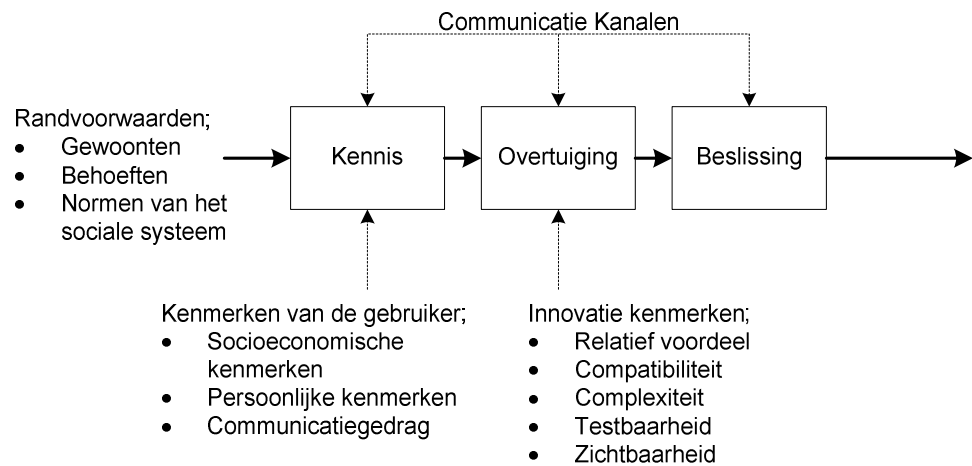 Communicatie Kanalen
Randvoorwaarden;
• Gewoonten
• Behoeften
• Normen van het
sociale systeem
Kennis
Overtuiging
Beslissing
Kenmerken van de gebruiker;
• Socioeconomische
kenmerken
• Persoonlijke kenmerken
• Communicatiegedrag
Innovatie kenmerken;
• Relatief voordeel
• Compatibiliteit
• Complexiteit
• Testbaarheid
• Zichtbaarheid